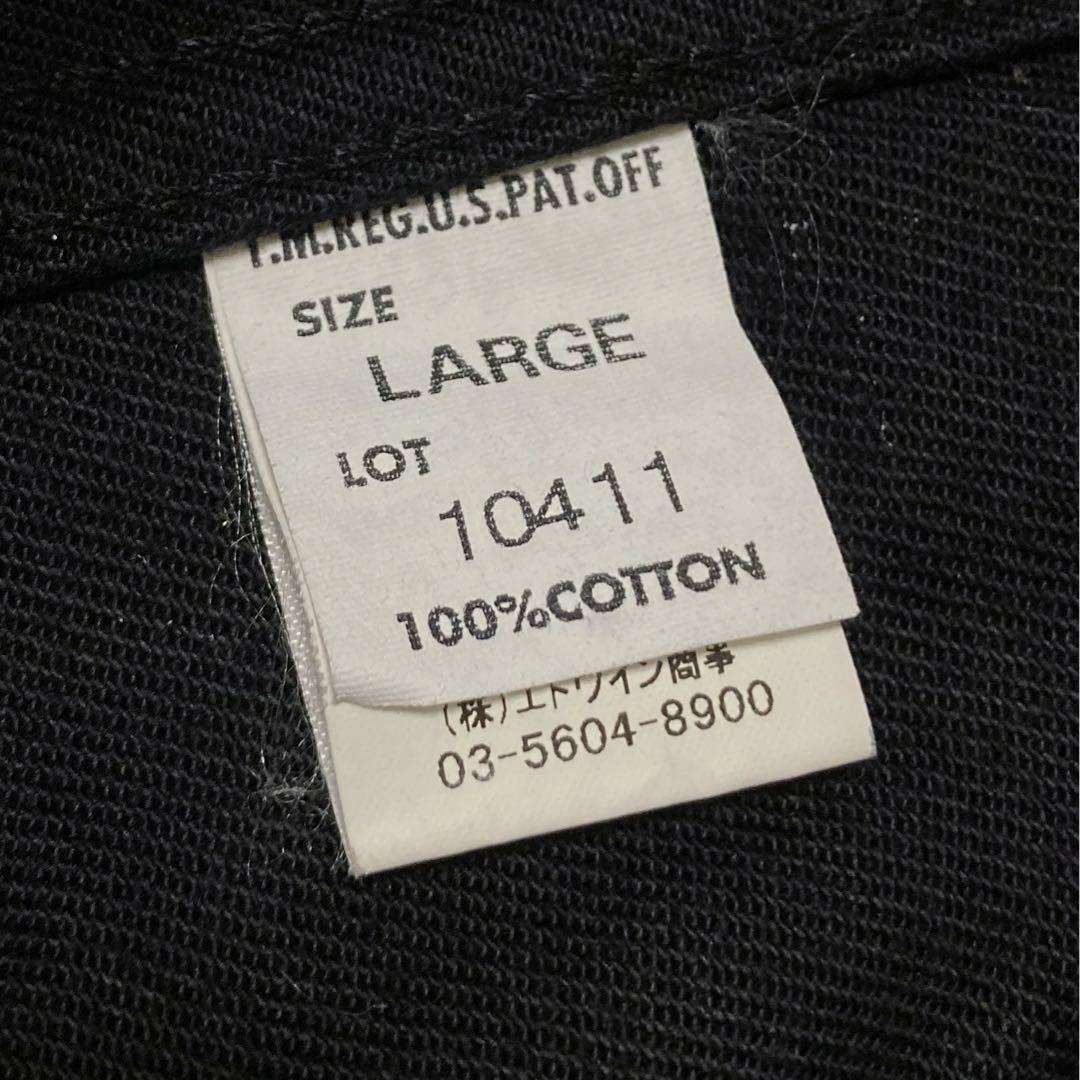 T.M.REG.U.S.PAT.OFF
SIZE
LARGE
LOT
10411
100%COTTON
(株)エドウイン商事
03-5604-8900